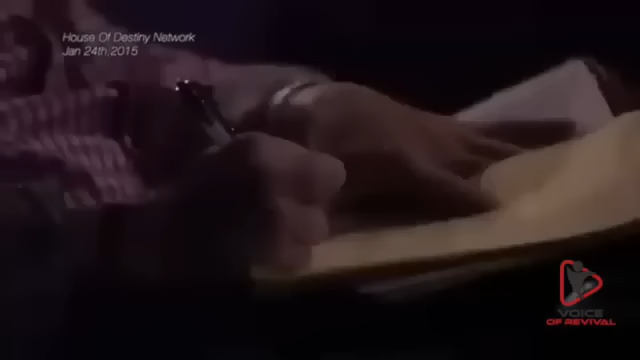 House Of Destiny Network
Jan 24th,2015
VOICE
OF REVIVAL